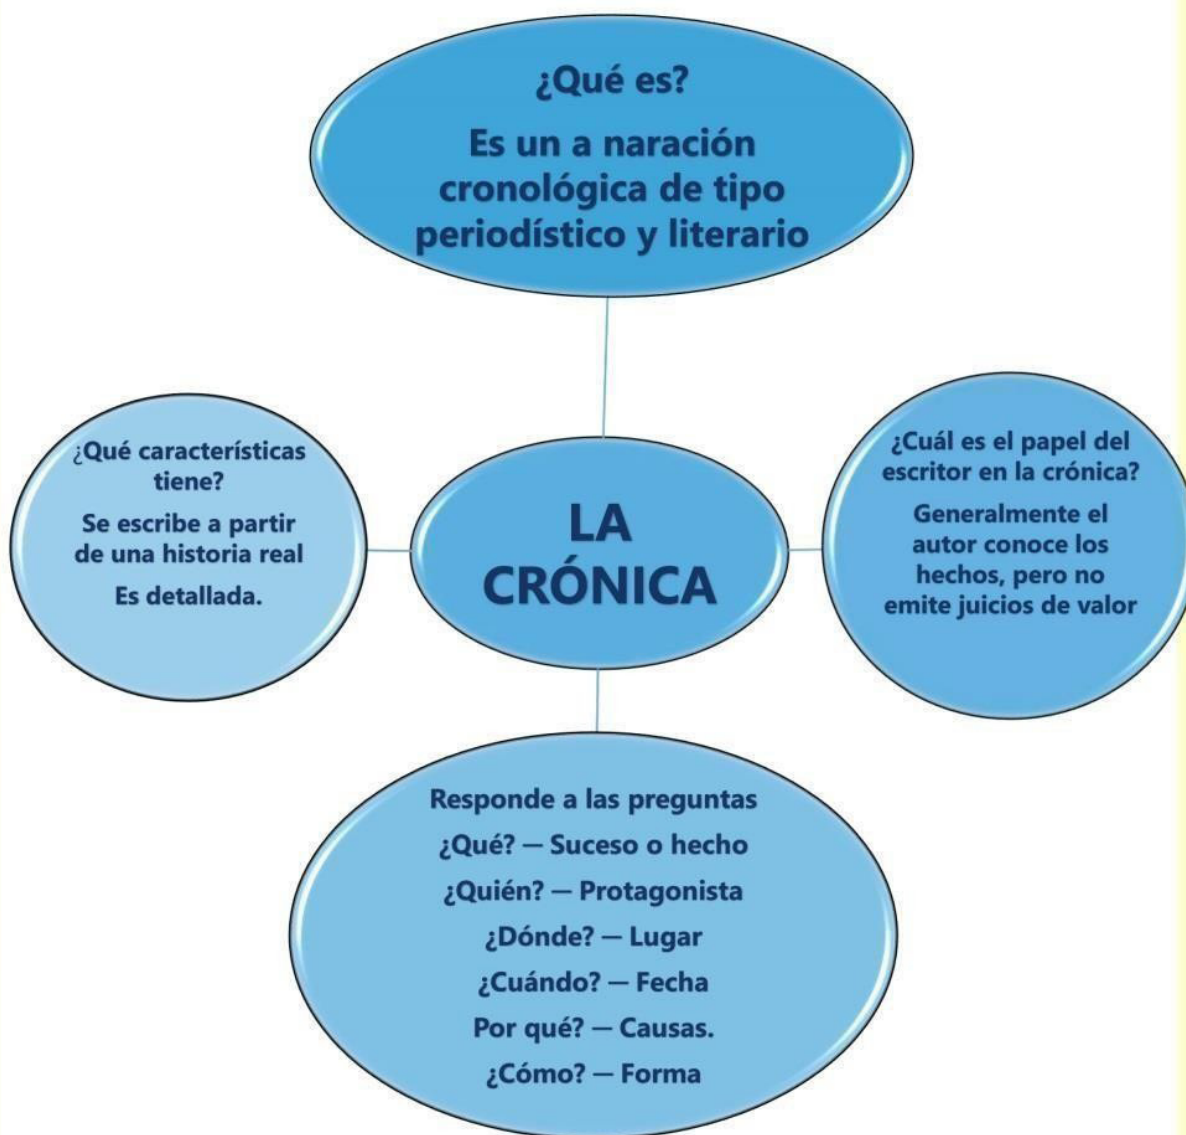 ¿Qué es?
Es un a naración
cronológica de tipo
periodístico y literario
¿Qué característícas
tiene?
Se escribe a partir
de una historia real
Es detallada.
LA
CRÓNICA
¿Cuál es el papel del
escritor en la crónica?
Generalmente el
autor conoce los
hechos, pero no
emite juicios de valor
Responde a las preguntas
¿Qué? — Suceso o hecho
¿Quién? — Protagonista
¿Dónde? — Lugar
¿Cuándo? — Fecha
Por qué? — Causas.
¿Cómo? — Forma